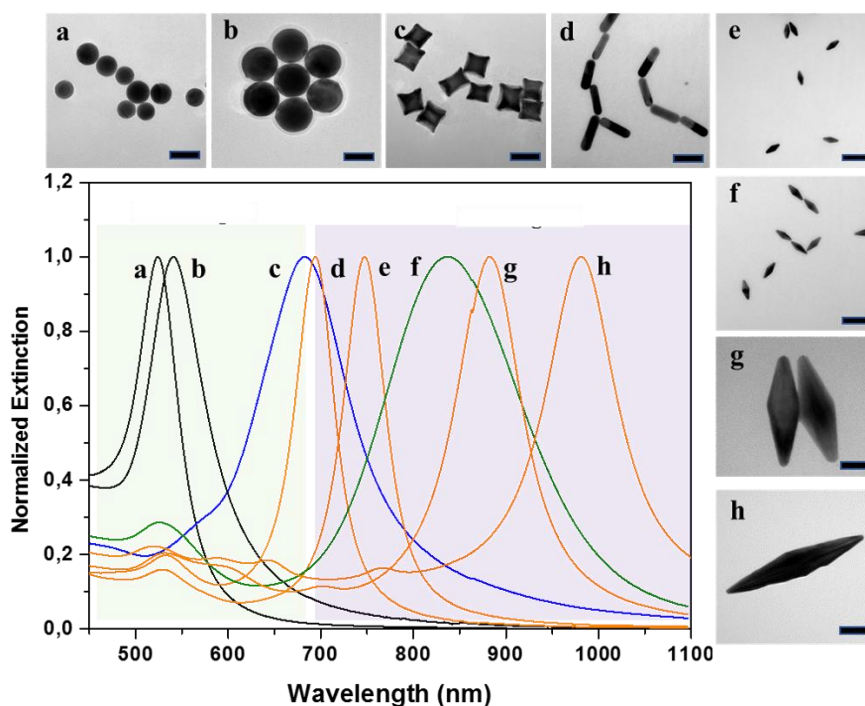 a
b
c
d
e
f
g
h
1,2
1,0
0,8
0,6
0,4
0,2
0,0
a b c d e f g h
500 600 700 800 900 1000 1100
Normalized Extinction
Wavelength (nm)